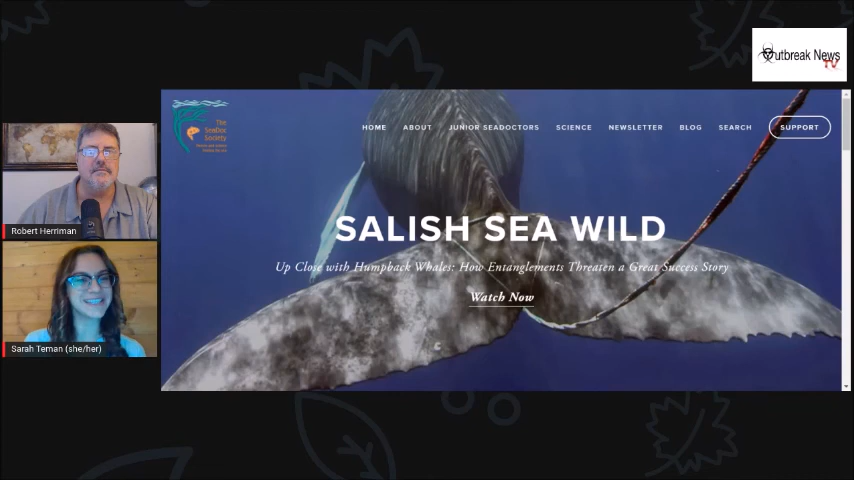 Outbreak News
TV
The
SeaDoc
Society
HOME ABOUT JUNIOR SEADOCTORS SCIENCE NEWSLETTER BLOG SEARCH SUPPORT
SALISH SEA WILD
Up Close with Humpback Whales: How Entanglements Threaten a Great Success Story
Watch Now
Robert Herriman
Sarah Teman (she/her)